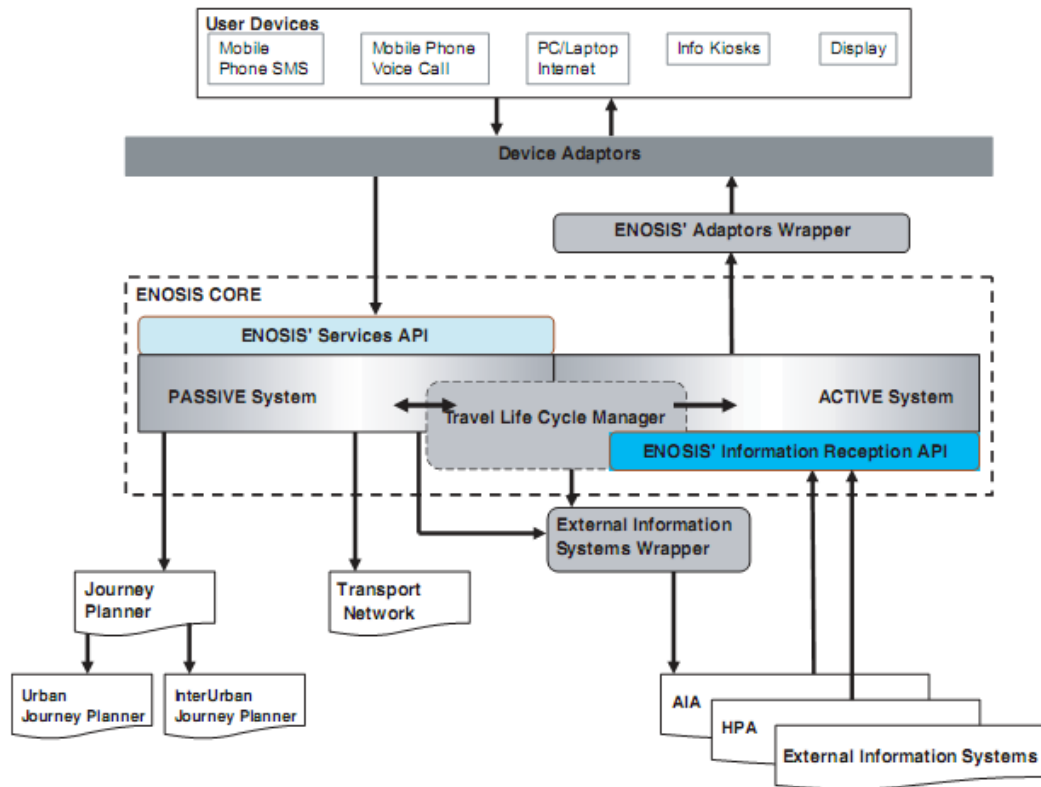 User Devices
Mobile
Phone SMS
Mobile Phone
Voice Call
PC/Laptop
Internet
Info Kiosks
Display
Device Adaptors
ENOSIS' Adaptors Wrapper
ENOSIS CORE
ENOSIS' Services API
PASSIVE System
Travel Life Cycle Manager
ACTIVE System
ENOSIS' Information Reception API
External Information
Systems Wrapper
Journey
Planner
Transport
Network
Urban
Journey Planner
InterUrban
Journey Planner
AIA
HPA
External Information Systems